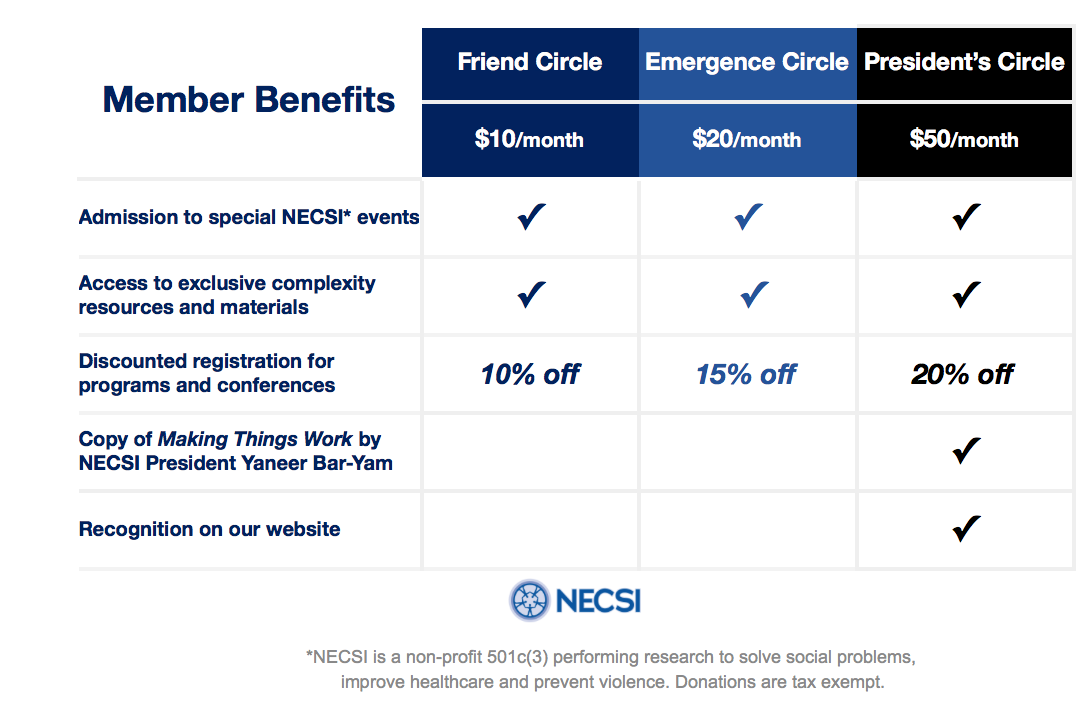 Member Benefits
Friend Circle
Emergence Circle
President's Circle
$10/month
$20/month
$50/month
Admission to special NECSI* events
✓
✓
✓
Access to exclusive complexity
resources and materials
✓
✓
✓
Discounted registration for
programs and conferences
10% off
15% off
20% off
Copy of Making Things Work by
NECSI President Yaneer Bar-Yam
✓
Recognition on our website
✓
NECSI
*NECSI is a non-profit 501c(3) performing research to solve social problems,
improve healthcare and prevent violence. Donations are tax exempt.